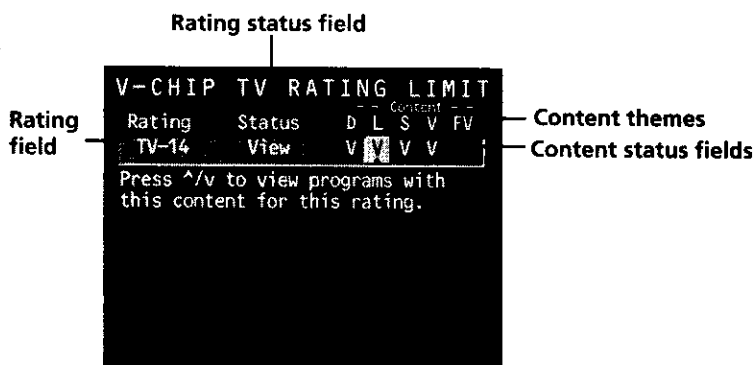 Rating status field
V-CHIP TV RATING LIMIT
-- Content --
Rating Status D L S V FV
TV-14 View V V V V
Press ^/v to view programs with
this content for this rating.
Rating
field
Content themes
Content status fields